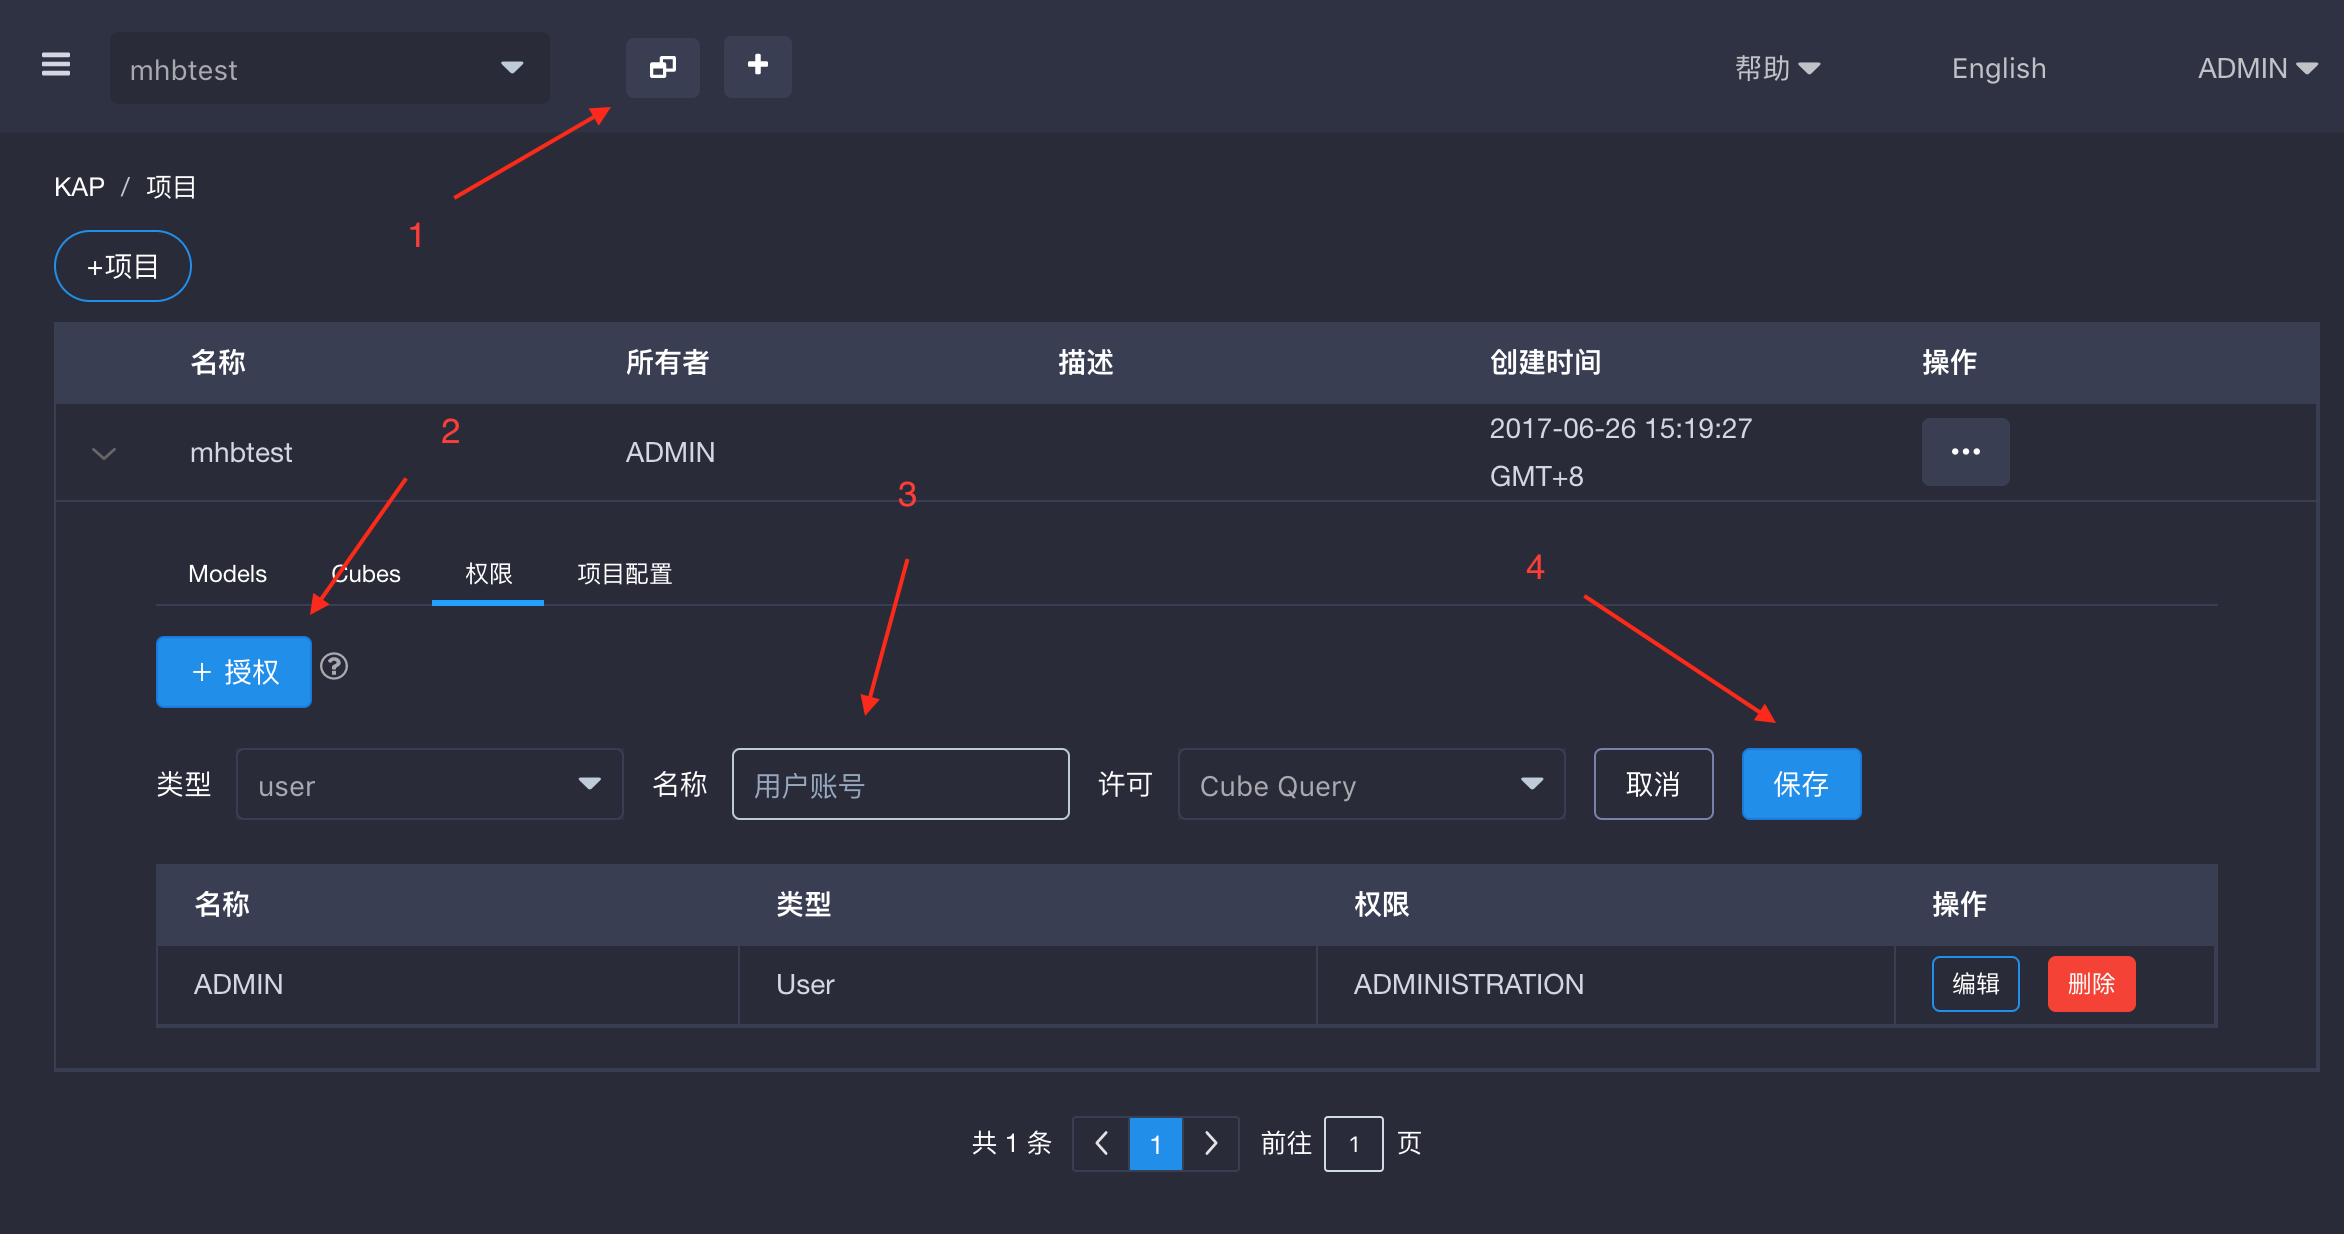 mhbtest
帮助
English
ADMIN
KAP / 项目
1
+项目
名称 所有者 描述 创建时间 操作
2
mhbtest ADMIN 2017-06-26 15:19:27
GMT+8
3
Models Cubes 权限 项目配置
4
+ 授权
类型 user 名称 用户账号 许可 Cube Query 取消 保存
名称 类型 权限 操作
ADMIN User ADMINISTRATION 编辑 删除
共 1 条 1 前往 1 页